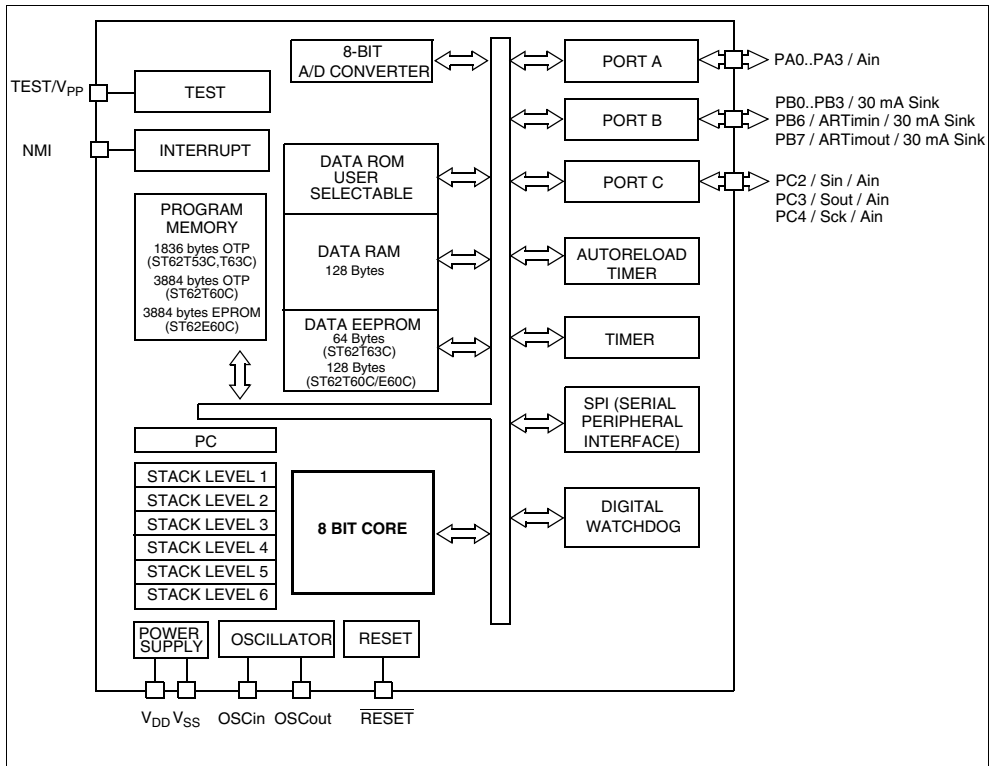 8-BIT
A/D CONVERTER
PORT A
PA0..PA3 / Ain
TEST/VPP
TEST
PORT B
PB0..PB3 / 30 mA Sink
PB6 / ARTimin / 30 mA Sink
PB7 / ARTimout / 30 mA Sink
NMI
INTERRUPT
DATA ROM
USER
SELECTABLE
PORT C
PC2 / Sin / Ain
PC3 / Sout / Ain
PC4 / Sck / Ain
PROGRAM
MEMORY
1836 bytes OTP
(ST62T53C,T63C)
3884 bytes OTP
(ST62T60C)
3884 bytes EPROM
(ST62E60C)
DATA RAM
128 Bytes
AUTORELOAD
TIMER
DATA EEPROM
64 Bytes
(ST62T63C)
128 Bytes
(ST62T60C/E60C)
TIMER
SPI (SERIAL
PERIPHERAL
INTERFACE)
PC
STACK LEVEL 1
STACK LEVEL 2
STACK LEVEL 3
STACK LEVEL 4
STACK LEVEL 5
STACK LEVEL 6
8 BIT CORE
DIGITAL
WATCHDOG
POWER
SUPPLY
OSCILLATOR
RESET
VDD VSS
OSCin OSCout
RESET